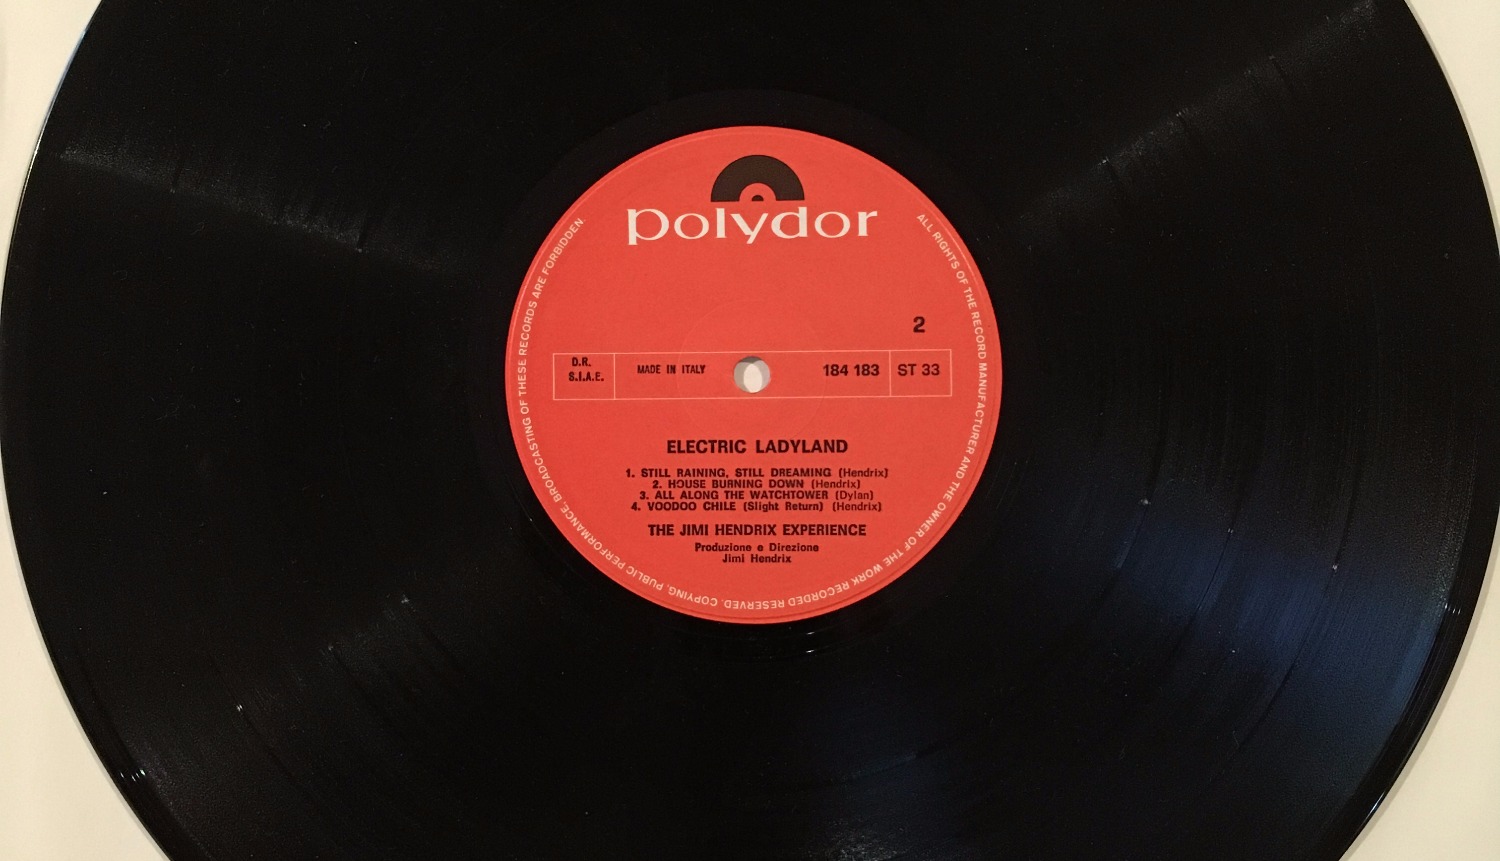 polydor
2
D.R.
S.I.A.E.
MADE IN ITALY
184 183
ST 33
ELECTRIC LADYLAND
1. STILL RAINING, STILL DREAMING (Hendrix)
2. HOUSE BURNING DOWN (Hendrix)
3. ALL ALONG THE WATCHTOWER (Dylan)
4. VOODOO CHILE (Slight Return) (Hendrix)
THE JIMI HENDRIX EXPERIENCE
Produzione e Direzione
Jimi Hendrix
ALL RIGHTS OF THE RECORD MANUFACTURER AND THE OWNER OF THE WORK RECORDED RESERVED. COPYING, PUBLIC PERFORMANCE, BROADCASTING OF THESE RECORDS ARE FORBIDDEN.